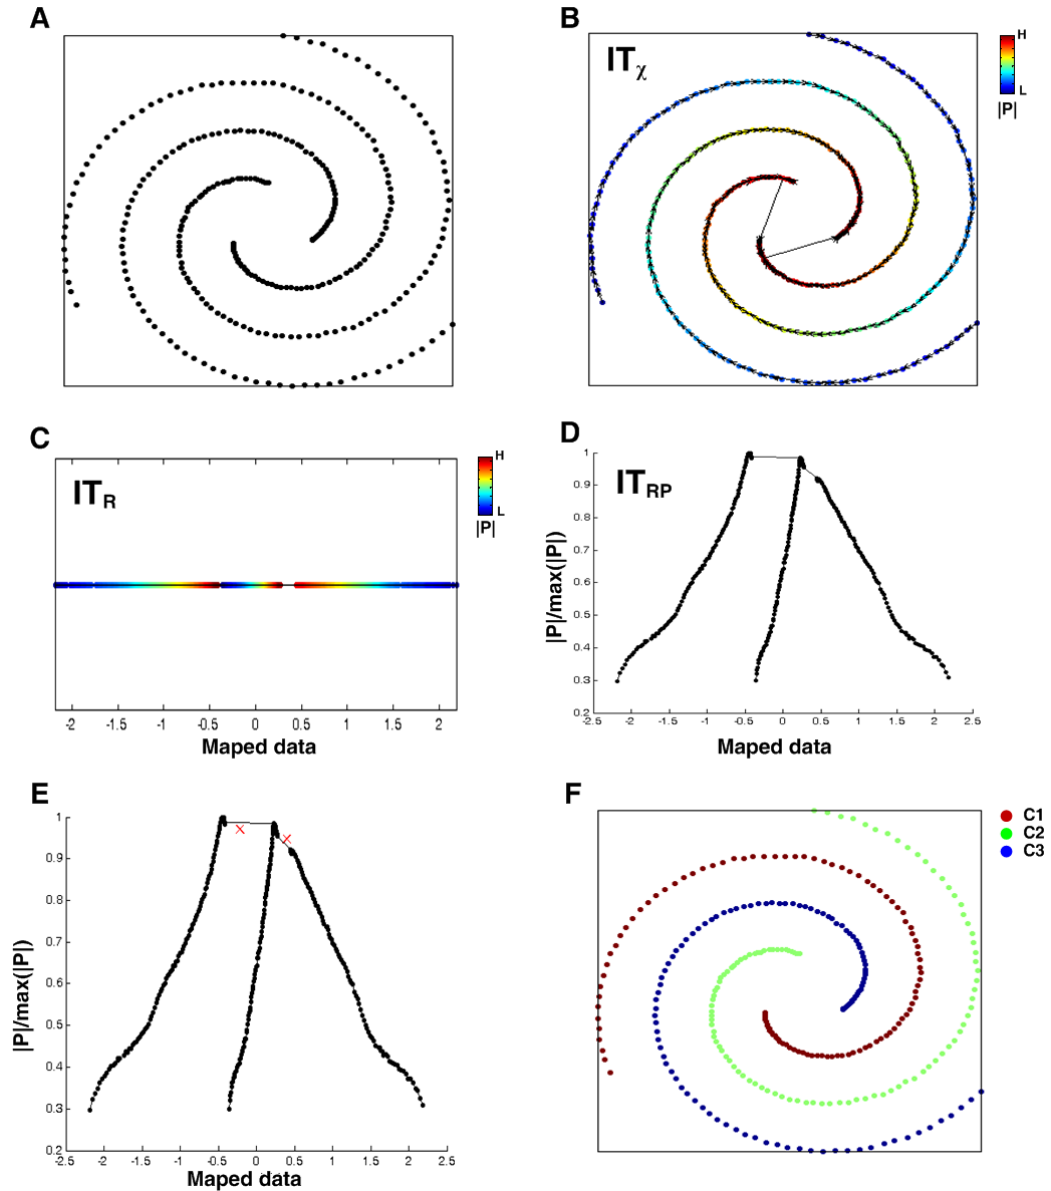 A
B
IT
χ
H
L
|P|
C
IT
R
H
L
|P|
-2 -1.5 -1 -0.5 0 0.5 1 1.5 2
Maped data
D
IT
RP
1
0.9
0.8
0.7
0.6
0.5
0.4
0.3
0.2
|P|/max(|P|)
-2.5 -2 -1.5 -1 -0.5 0 0.5 1 1.5 2 2.5
Maped data
E
1
0.9
0.8
0.7
0.6
0.5
0.4
0.3
0.2
|P|/max(|P|)
-2.5 -2 -1.5 -1 -0.5 0 0.5 1 1.5 2 2.5
Maped data
F
C1
C2
C3